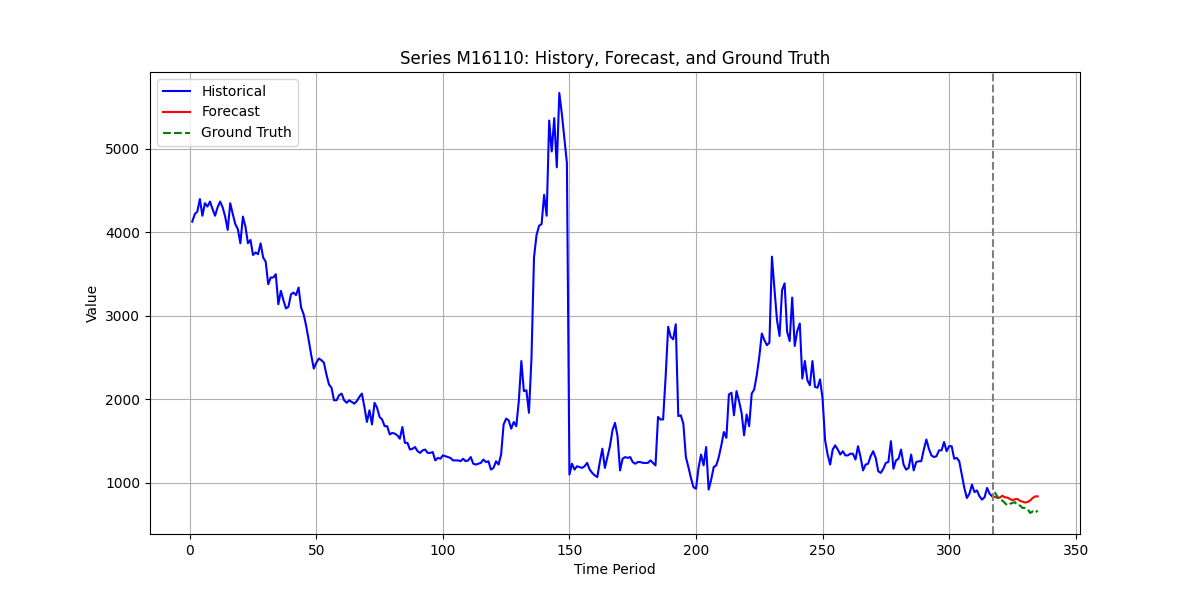 Series M16110: History, Forecast, and Ground Truth
Historical
Forecast
Ground Truth
Value
5000
4000
3000
2000
1000
0 50 100 150 200 250 300 350
Time Period